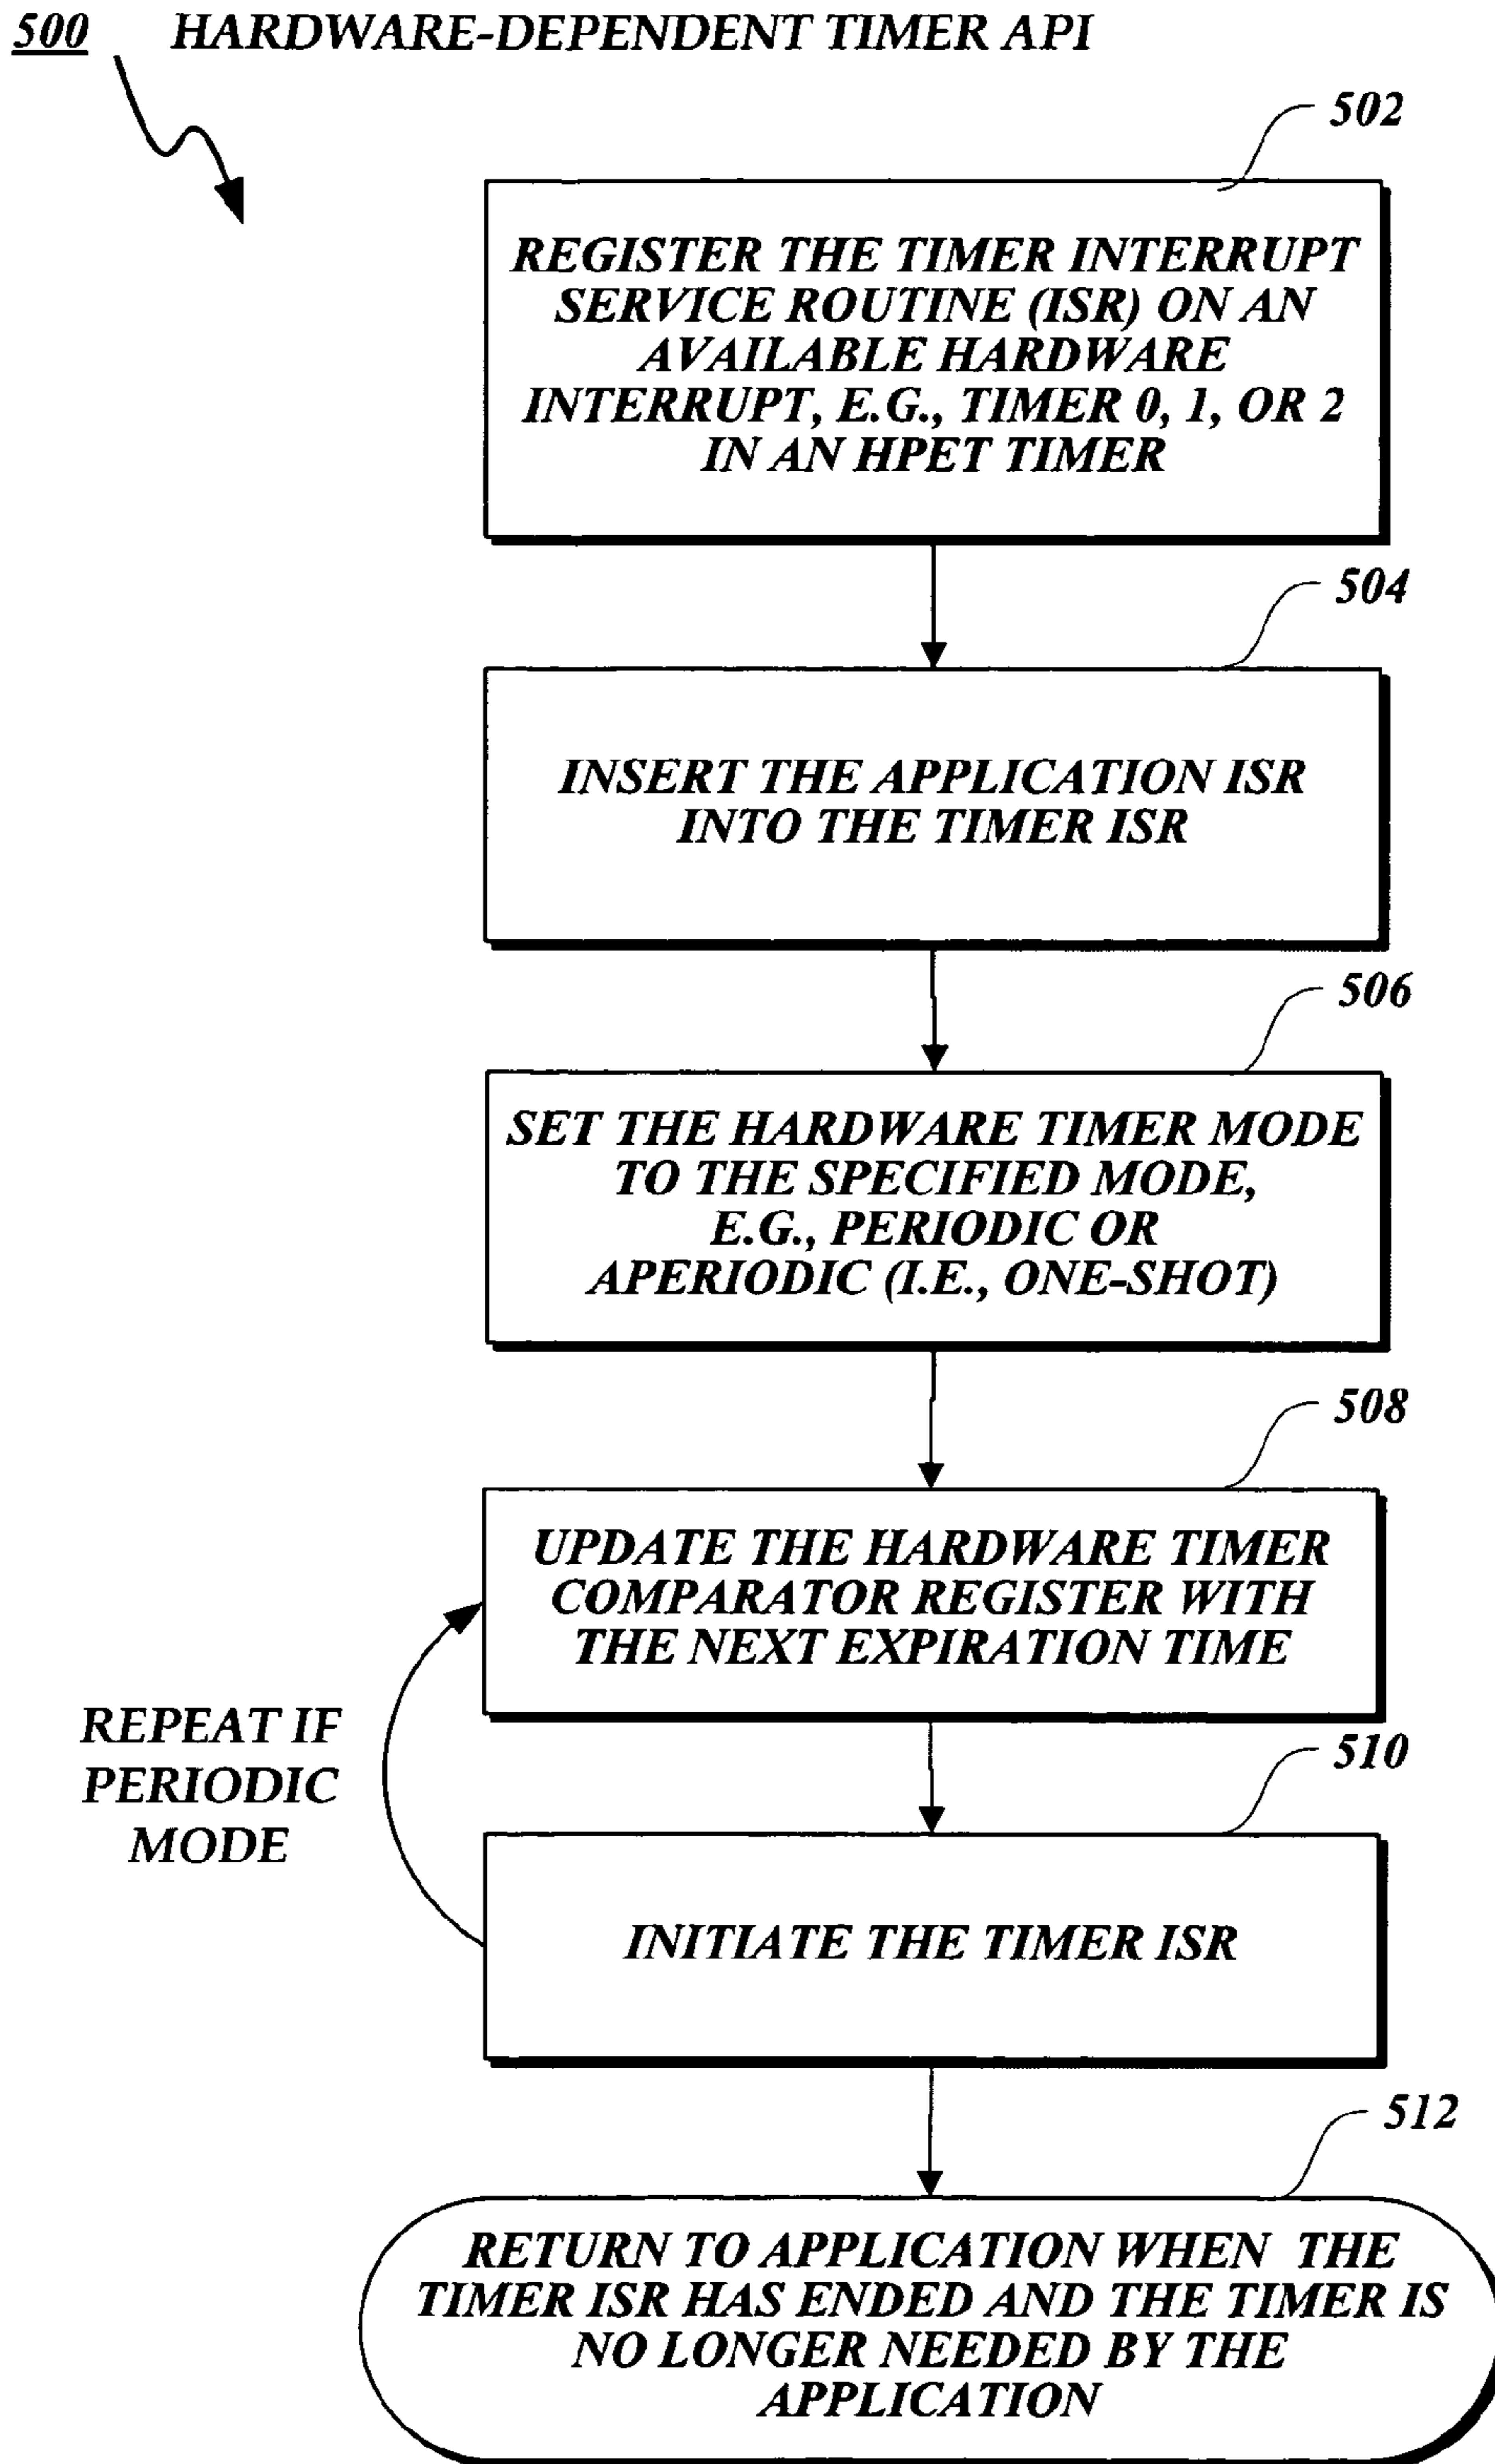 500 HARDWARE-DEPENDENT TIMER API
502
REGISTER THE TIMER INTERRUPT
SERVICE ROUTINE (ISR) ON AN
AVAILABLE HARDWARE
INTERRUPT, E.G., TIMER 0, 1, OR 2
IN AN HPET TIMER
504
INSERT THE APPLICATION ISR
INTO THE TIMER ISR
506
SET THE HARDWARE TIMER MODE
TO THE SPECIFIED MODE,
E.G., PERIODIC OR
APERIODIC (I.E., ONE-SHOT)
508
UPDATE THE HARDWARE TIMER
COMPARATOR REGISTER WITH
THE NEXT EXPIRATION TIME
REPEAT IF
PERIODIC
MODE
510
INITIATE THE TIMER ISR
512
RETURN TO APPLICATION WHEN THE
TIMER ISR HAS ENDED AND THE TIMER IS
NO LONGER NEEDED BY THE
APPLICATION